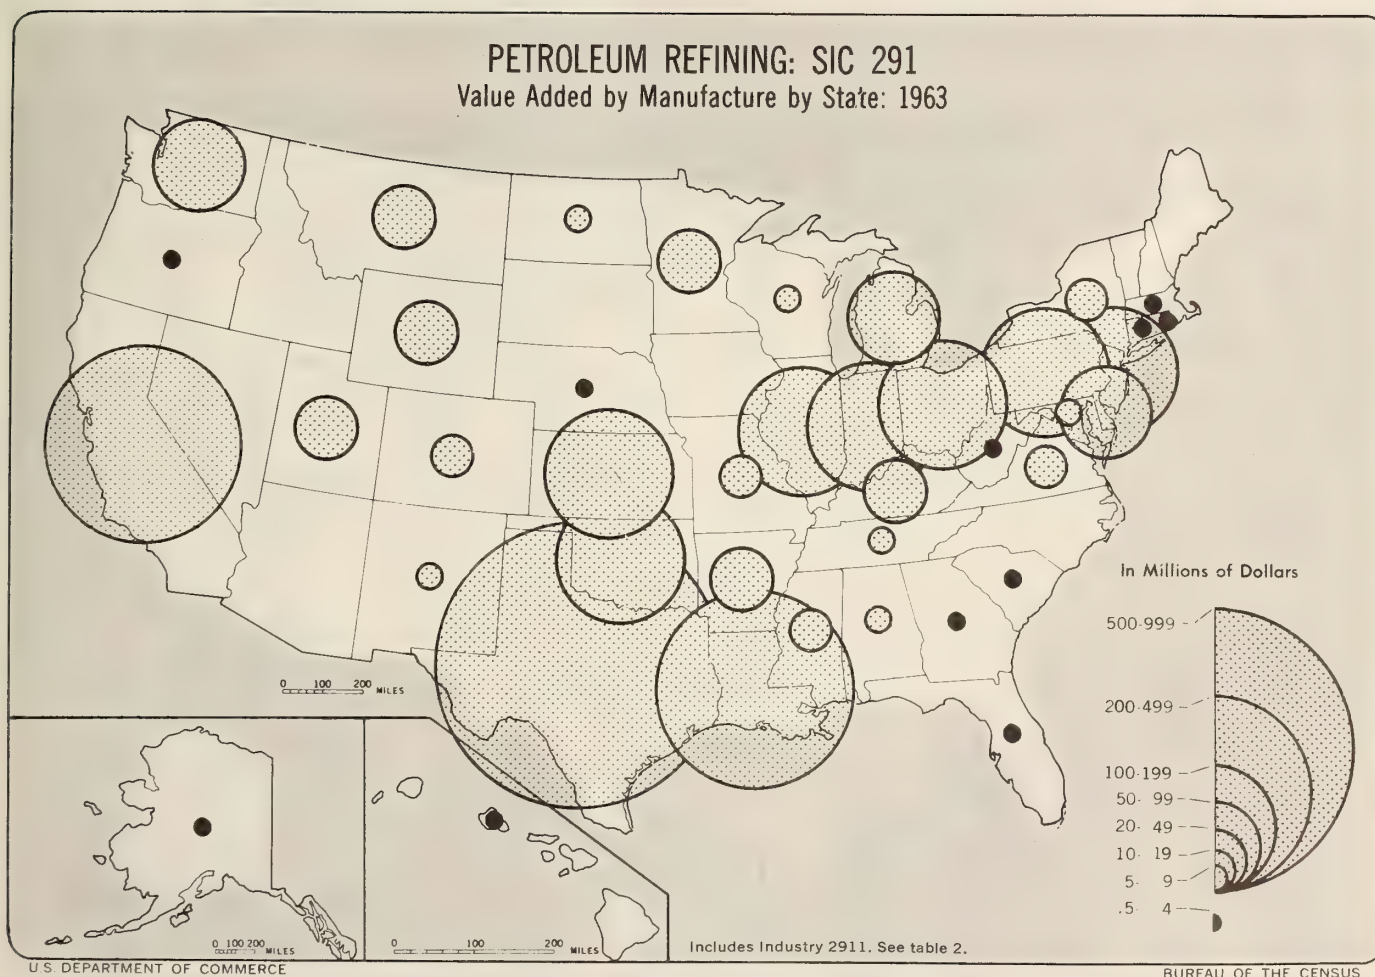 PETROLEUM REFINING: SIC 291
Value Added by Manufacture by State: 1963
In Millions of Dollars
500-999
200-499
100-199
50- 99
20- 49
10- 19
5- 9
.5- 4
0 100 200 MILES
0 100 200 MILES
0 100 200 MILES
Includes Industry 2911. See table 2.
U.S. DEPARTMENT OF COMMERCE
BUREAU OF THE CENSUS